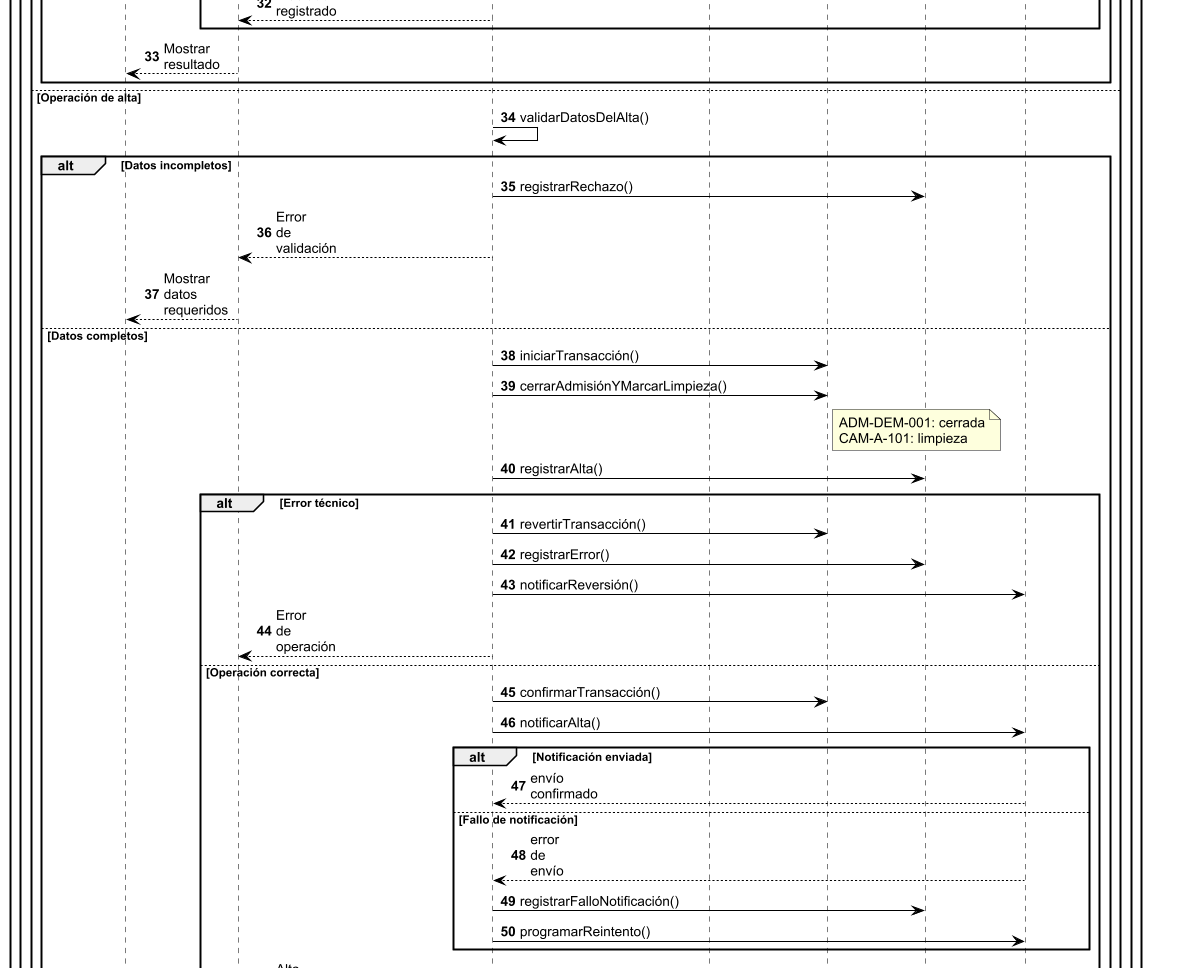 32
registrado
Mostrar
33
resultado
[Operación de alta]
34 validarDatosDelAlta()
alt [Datos incompletos]
35 registrarRechazo()
Error
36 de
validación
Mostrar
37 datos
requeridos
[Datos completos]
38 iniciarTransacción()
39 cerrarAdmisiónYMarcarLimpieza()
ADM-DEM-001: cerrada
CAM-A-101: limpieza
40 registrarAlta()
alt [Error técnico]
41 revertirTransacción()
42 registrarError()
43 notificarReversión()
Error
44 de
operación
[Operación correcta]
45 confirmarTransacción()
46 notificarAlta()
alt [Notificación enviada]
envío
47
confirmado
[Fallo de notificación]
error
48 de
envío
49 registrarFalloNotificación()
50 programarReintento()